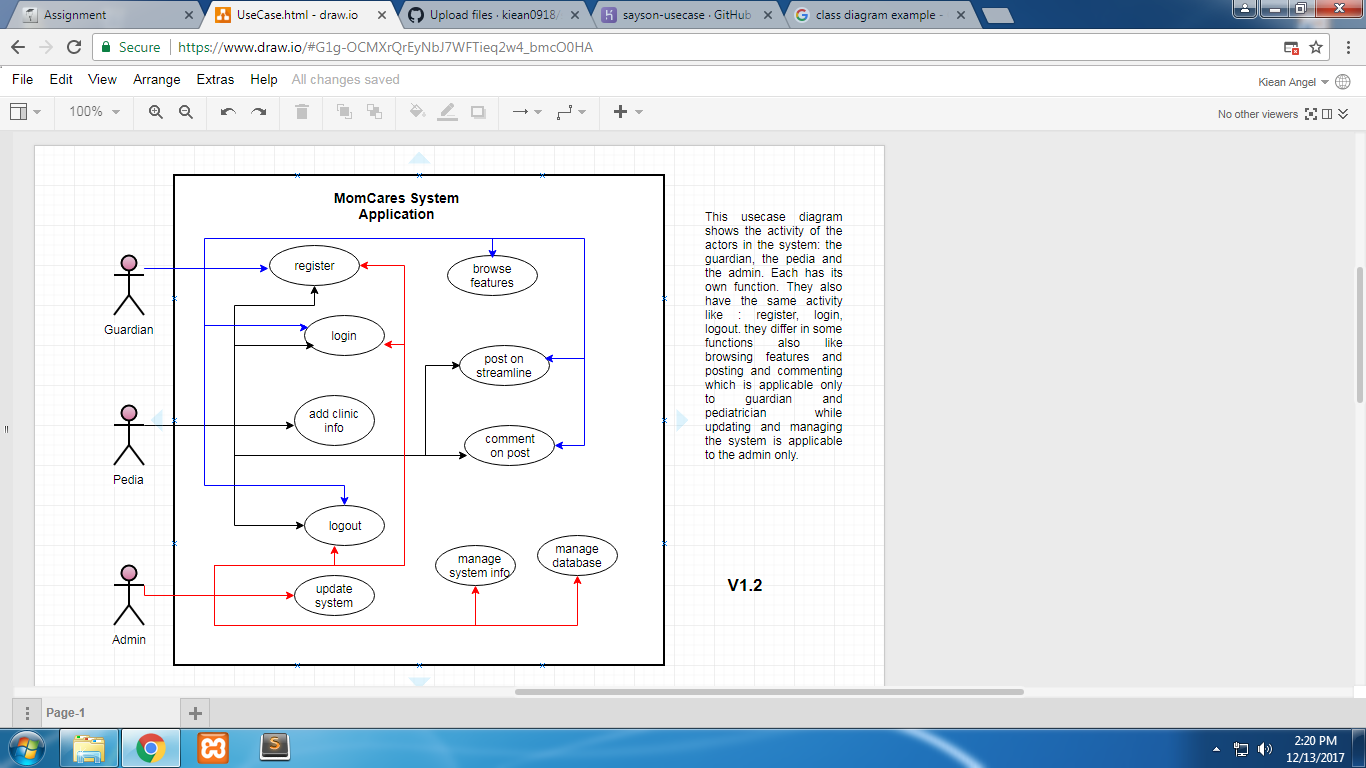 Assignment
UseCase.html - draw.io
Upload files · kiean0918/
sayson-usecase · GitHub
class diagram example -
Secure
https://www.draw.io/#G1g-OCMXrQrEyNbJ7WFTieq2w4_bmcO0HA
File Edit View Arrange Extras Help All changes saved
Kiean Angel
100%
No other viewers
MomCares System
Application
register
browse
features
Guardian
login
post on
streamline
add clinic
info
comment
on post
Pedia
logout
manage
system info
manage
database
update
system
Admin
This usecase diagram
shows the activity of the
actors in the system: the
guardian, the pedia and
the admin. Each has its
own function. They also
have the same activity
like : register, login,
logout. they differ in some
functions also like
browsing features and
posting and commenting
which is applicable only
to guardian and
pediatrician while
updating and managing
the system is applicable
to the admin only.
V1.2
Page-1
2:20 PM
12/13/2017